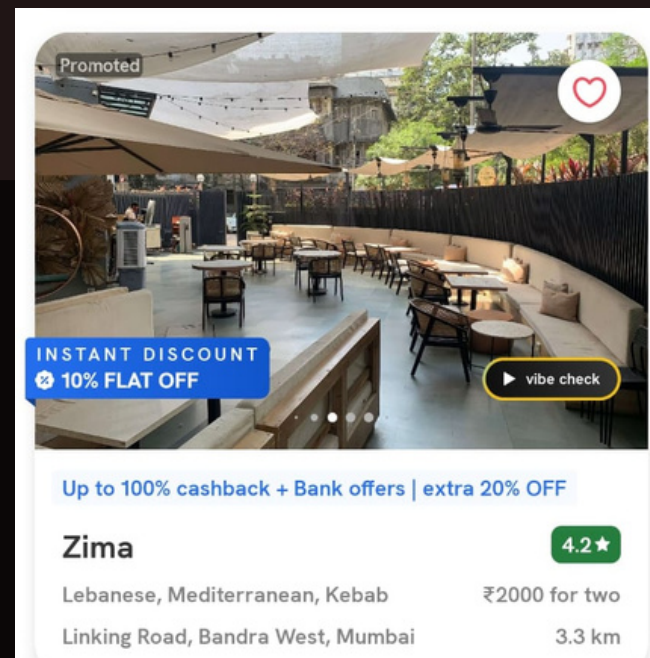 Promoted
INSTANT DISCOUNT
10% FLAT OFF
vibe check
Up to 100% cashback + Bank offers | extra 20% OFF
Zima
4.2★
Lebanese, Mediterranean, Kebab
₹2000 for two
Linking Road, Bandra West, Mumbai
3.3 km